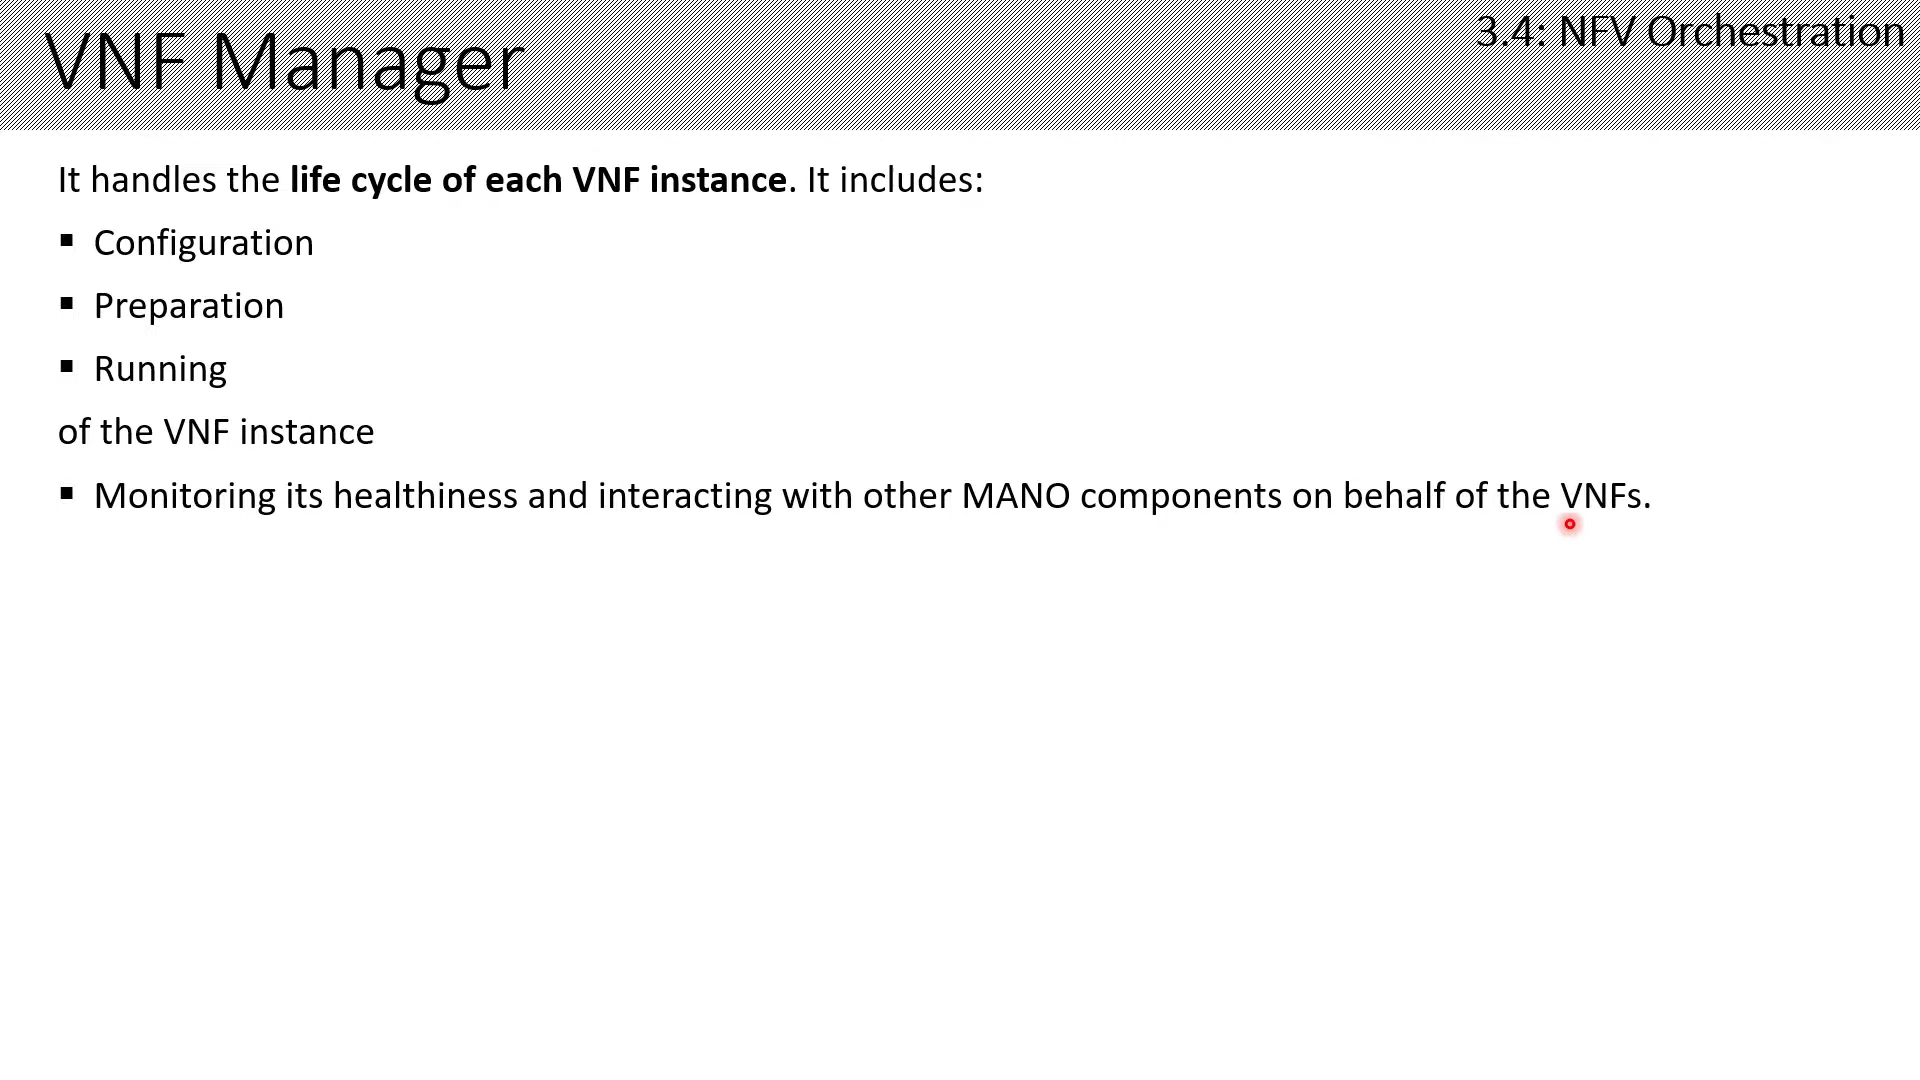 VNF Manager
3.4: NFV Orchestration
It handles the life cycle of each VNF instance. It includes:
▪ Configuration
▪ Preparation
▪ Running
of the VNF instance
▪ Monitoring its healthiness and interacting with other MANO components on behalf of the VNFs.